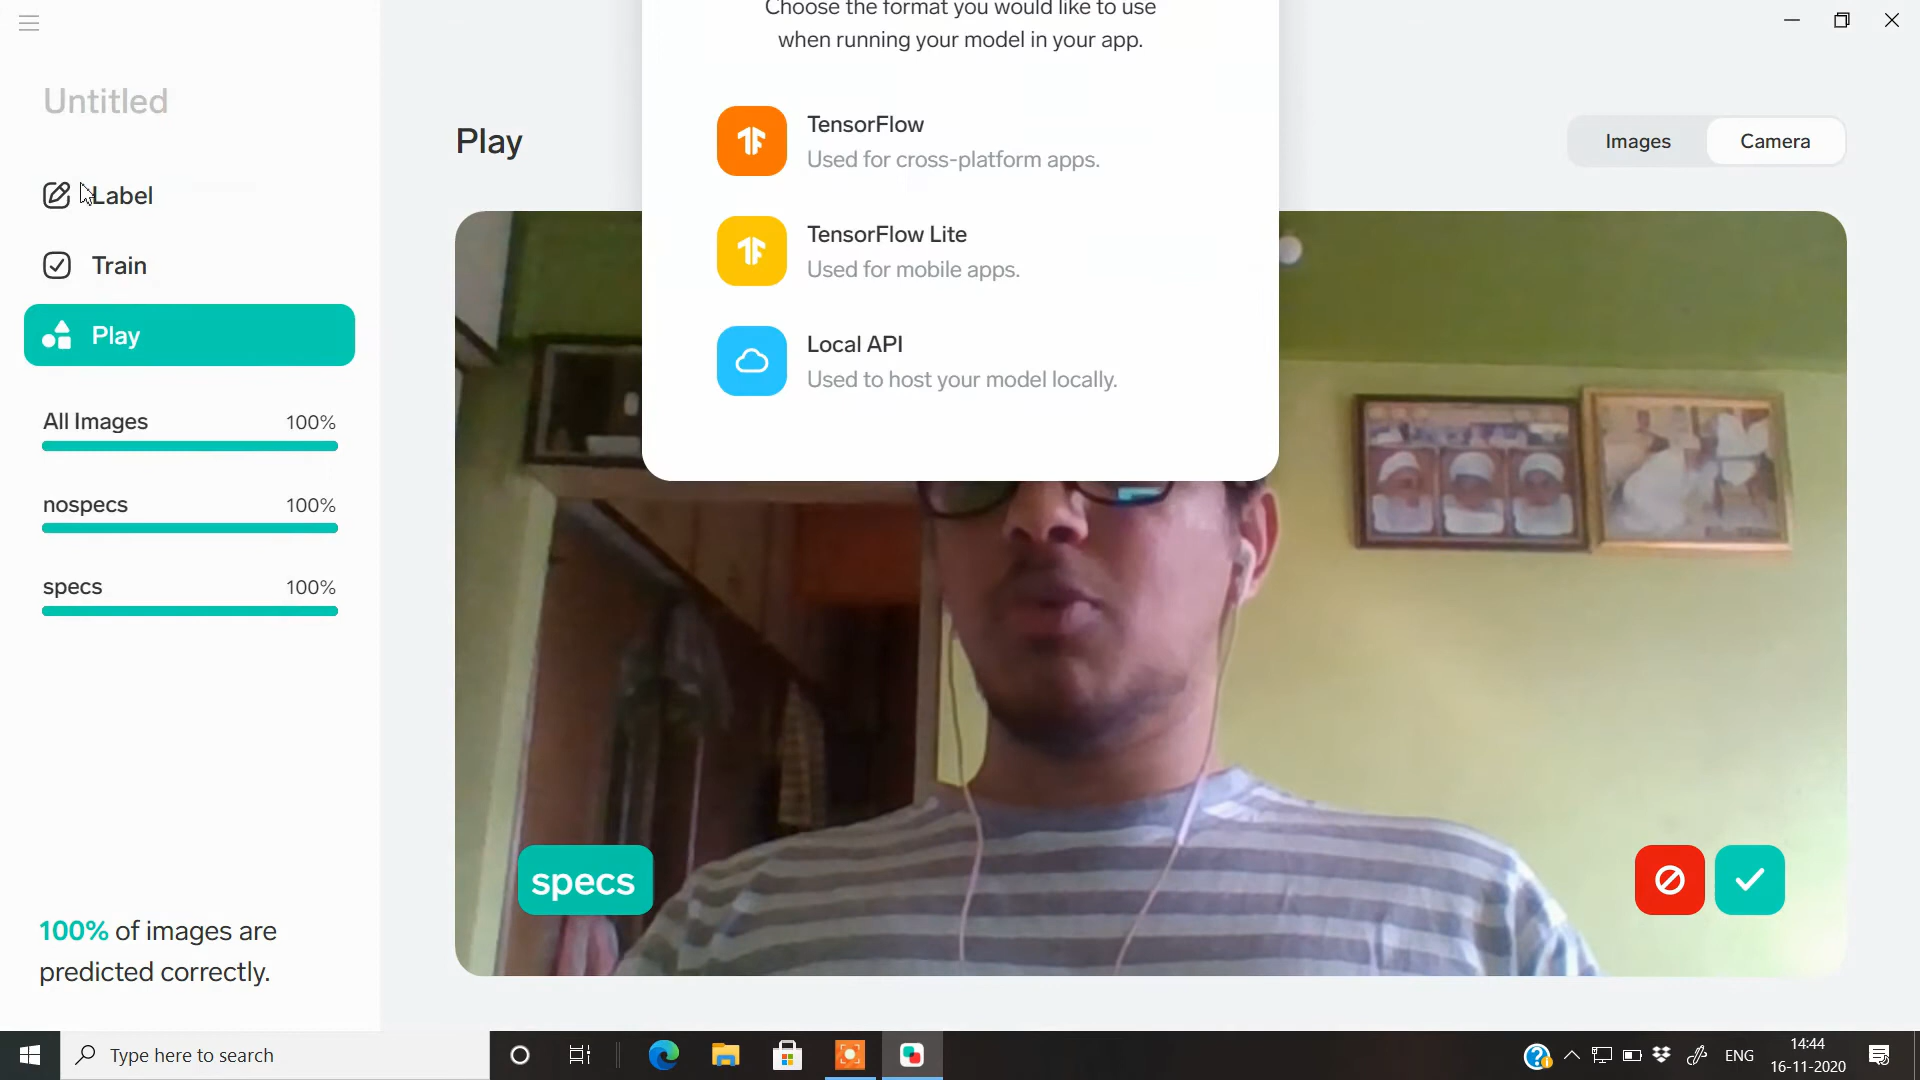 Choose the format you would like to use
when running your model in your app.
Untitled
TensorFlow
Used for cross-platform apps.
Play
Images
Camera
Label
TensorFlow Lite
Used for mobile apps.
Train
Play
Local API
Used to host your model locally.
All Images 100%
nospecs 100%
specs 100%
specs
100% of images are
predicted correctly.
Type here to search
ENG
14:44
16-11-2020